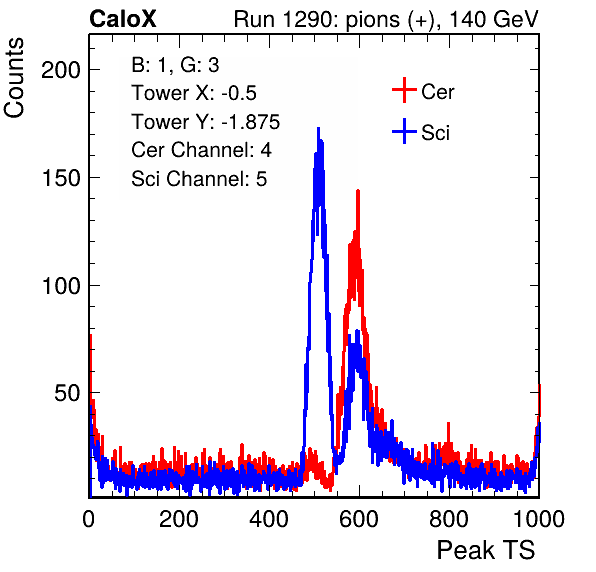 CaloX
Run 1290: pions (+), 140 GeV
Counts
B: 1, G: 3
Tower X: -0.5
Tower Y: -1.875
Cer Channel: 4
Sci Channel: 5
Cer
Sci
200
150
100
50
0 200 400 600 800 1000
Peak TS